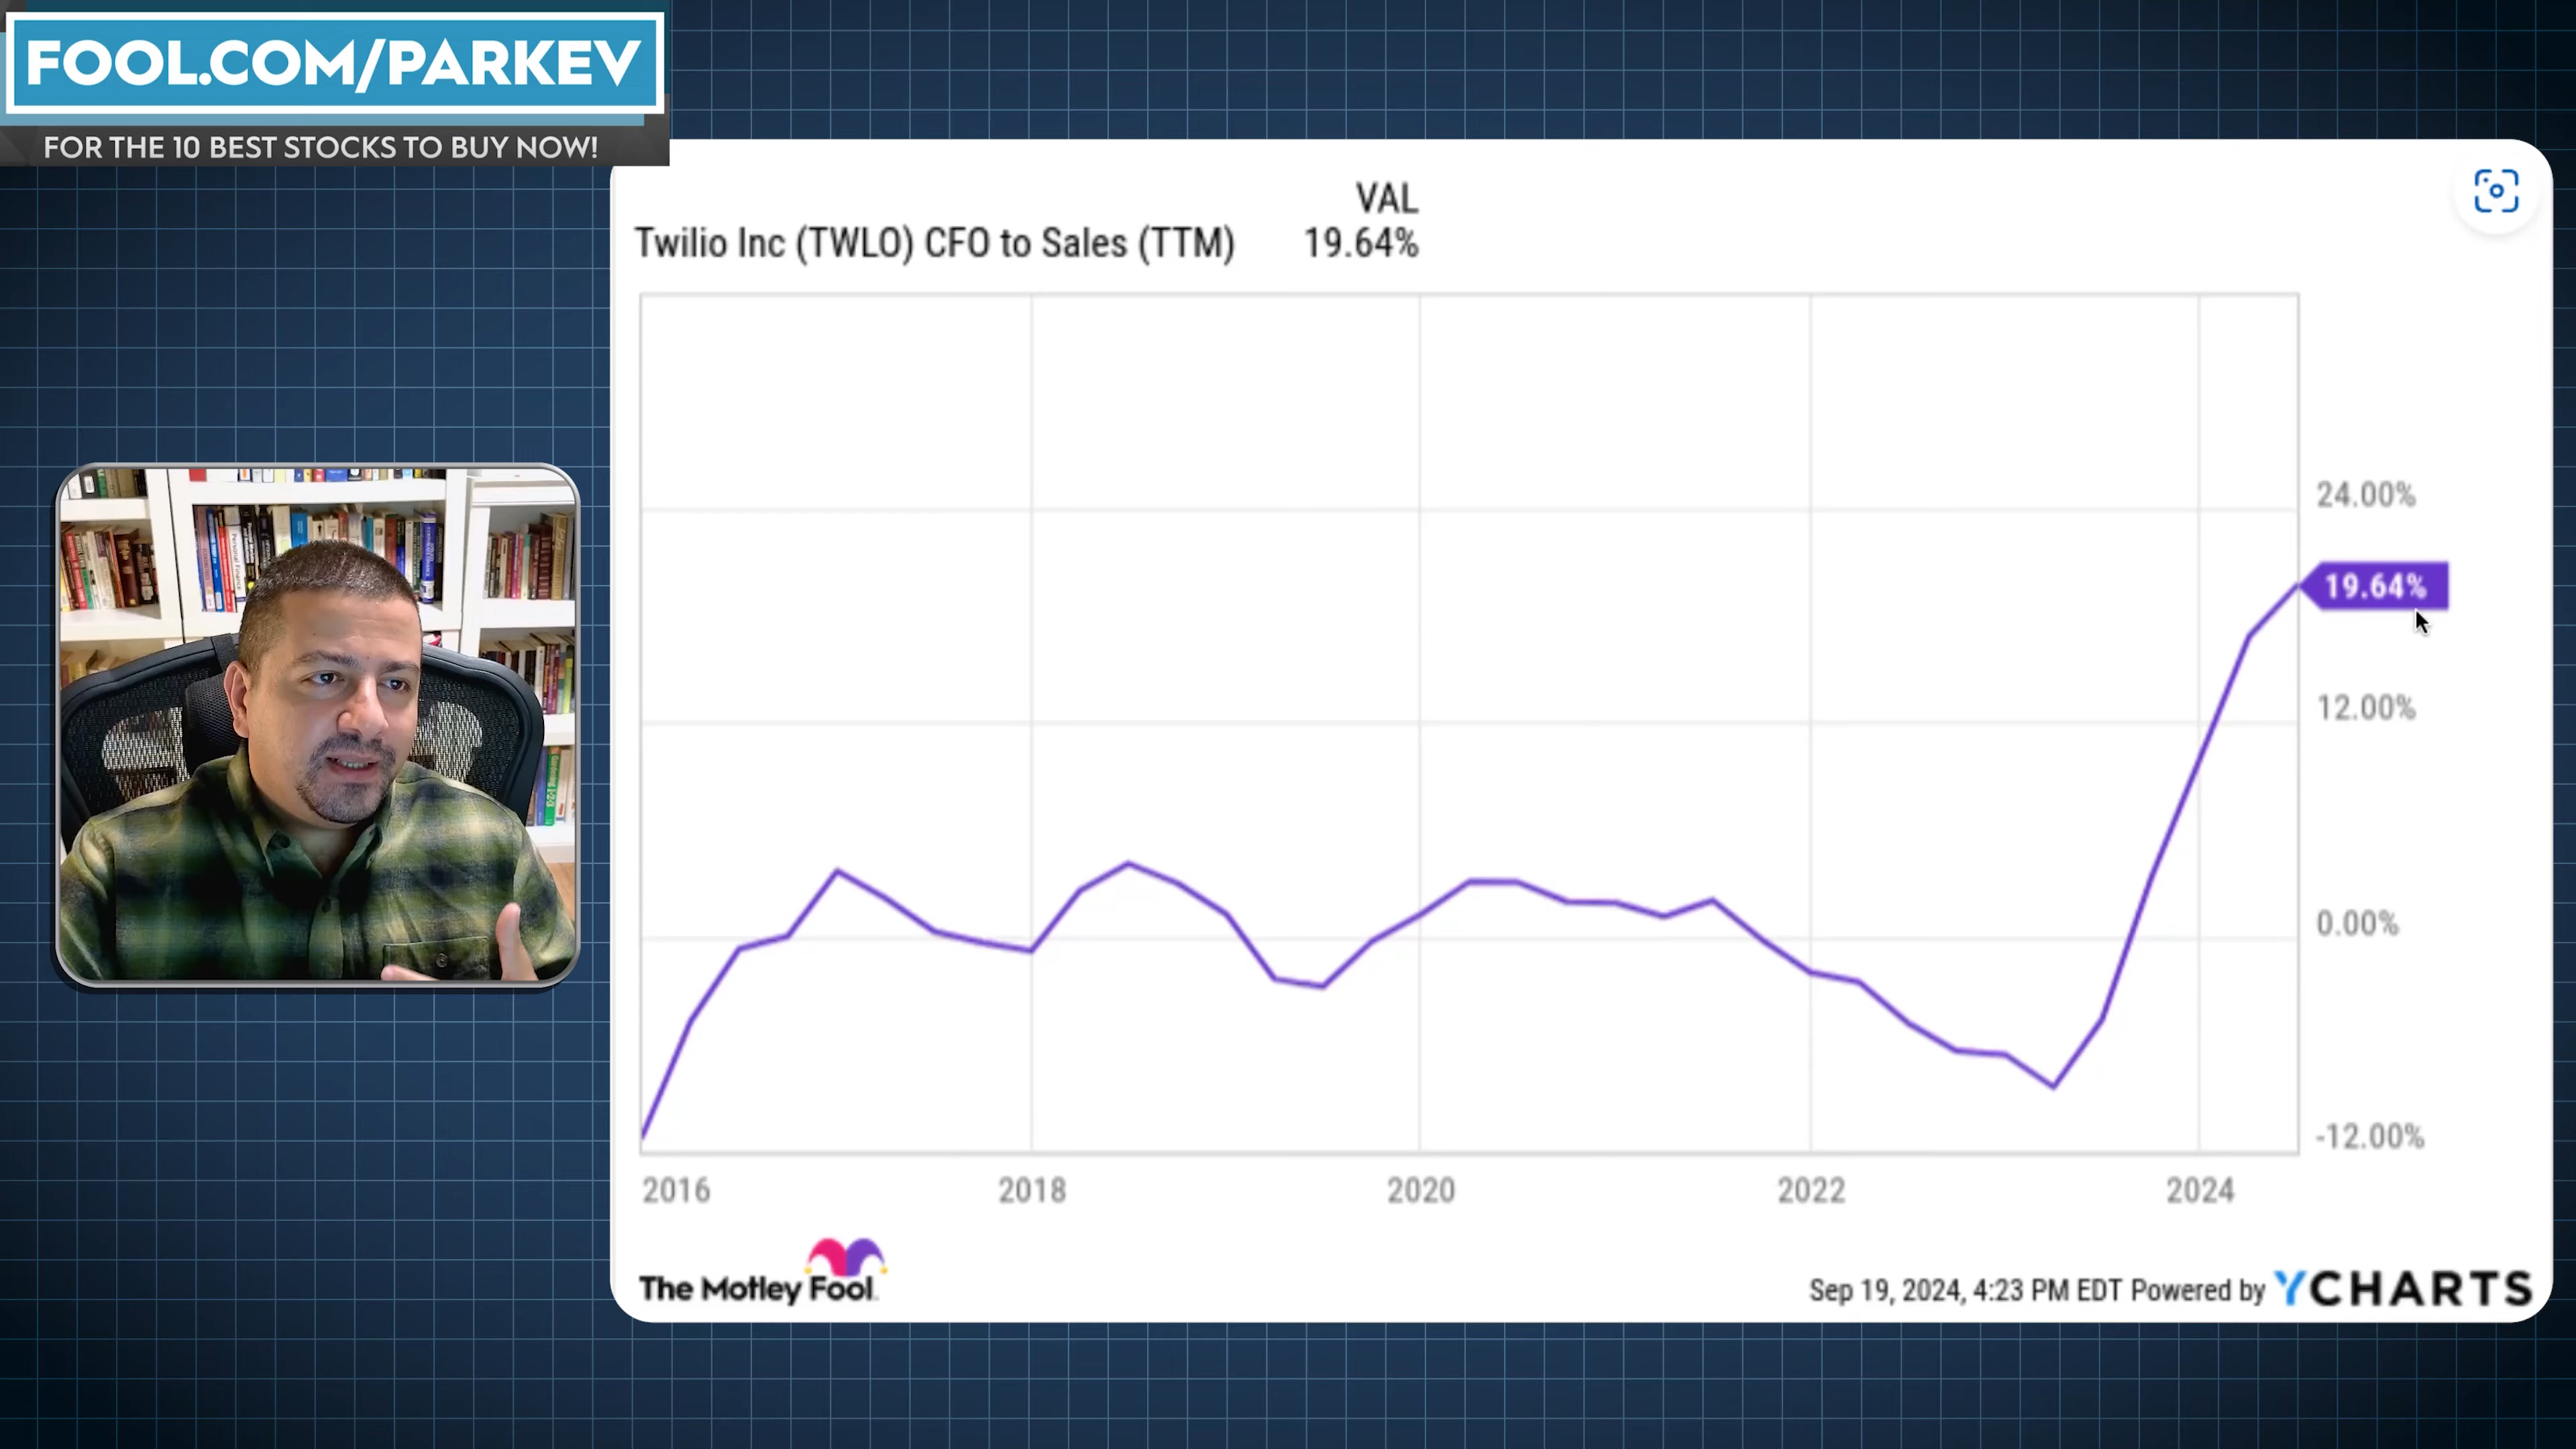 FOOL.COM/PARKEV
FOR THE 10 BEST STOCKS TO BUY NOW!
VAL
Twilio Inc (TWLO) CFO to Sales (TTM) 19.64%
24.00%
19.64%
12.00%
0.00%
-12.00%
2016 2018 2020 2022 2024
The Motley Fool.
Sep 19, 2024, 4:23 PM EDT Powered by YCHARTS